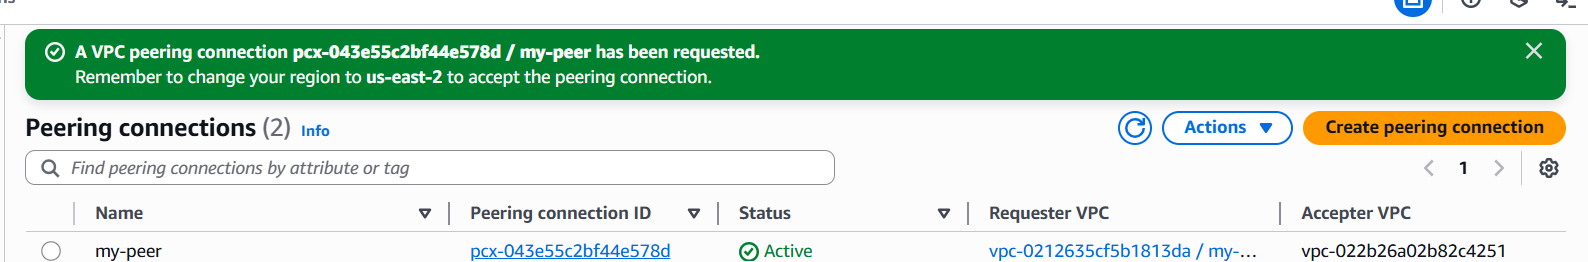 A VPC peering connection pcx-043e55c2bf44e578d / my-peer has been requested.
Remember to change your region to us-east-2 to accept the peering connection.
Peering connections (2) Info
Actions
Create peering connection
Find peering connections by attribute or tag
1
Name Peering connection ID Status Requester VPC Accepter VPC
my-peer pcx-043e55c2bf44e578d Active vpc-0212635cf5b1813da / my-... vpc-022b26a02b82c4251